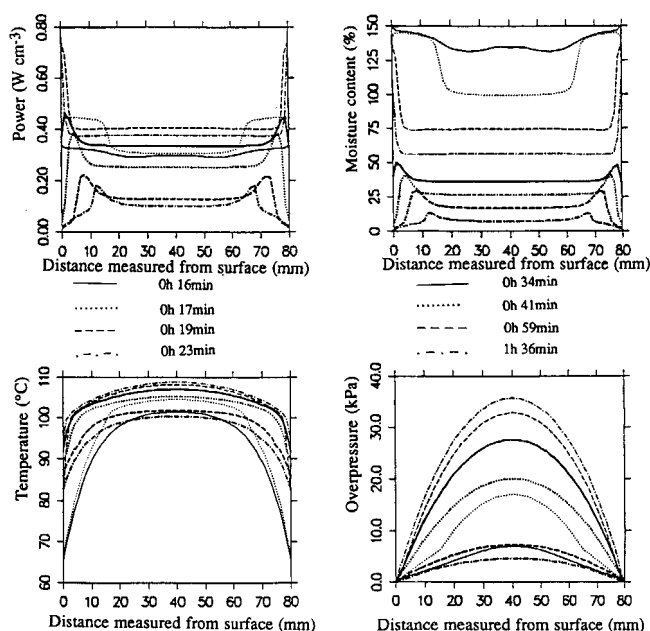 0.80
0.60
0.40
0.20
0.00
Power (W cm-3)
0 10 20 30 40 50 60 70 80
Distance measured from surface (mm)
150
125
100
75
50
25
0
Moisture content (%)
0 10 20 30 40 50 60 70 80
Distance measured from surface (mm)
0h 16min
0h 17min
0h 19min
0h 23min
0h 34min
0h 41min
0h 59min
1h 36min
110
100
90
80
70
60
Temperature (°C)
0 10 20 30 40 50 60 70 80
Distance measured from surface (mm)
40.0
30.0
20.0
10.0
0.0
Overpressure (kPa)
0 10 20 30 40 50 60 70 80
Distance measured from surface (mm)